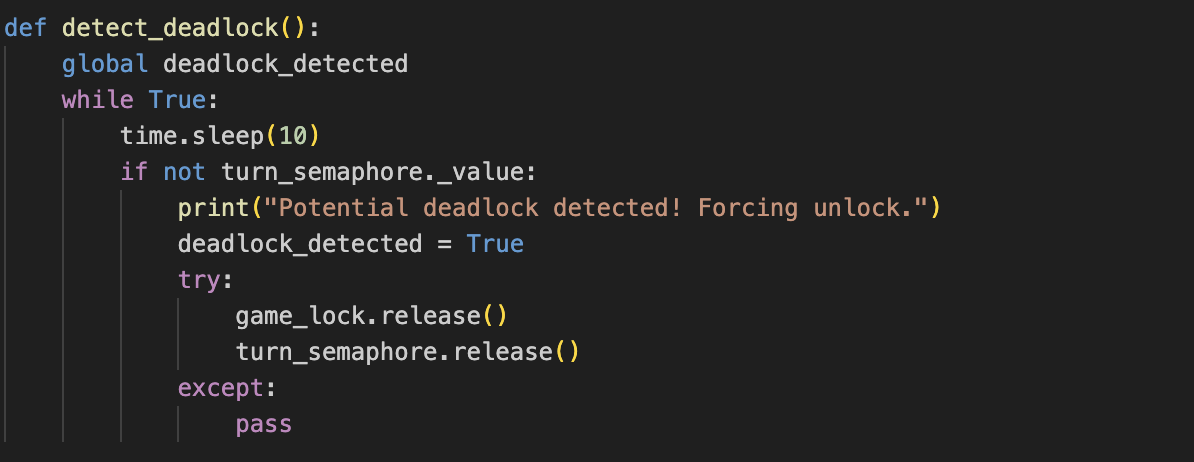 def detect_deadlock():
    global deadlock_detected
    while True:
        time.sleep(10)
        if not turn_semaphore._value:
            print("Potential deadlock detected! Forcing unlock.")
            deadlock_detected = True
            try:
                game_lock.release()
                turn_semaphore.release()
            except:
                pass